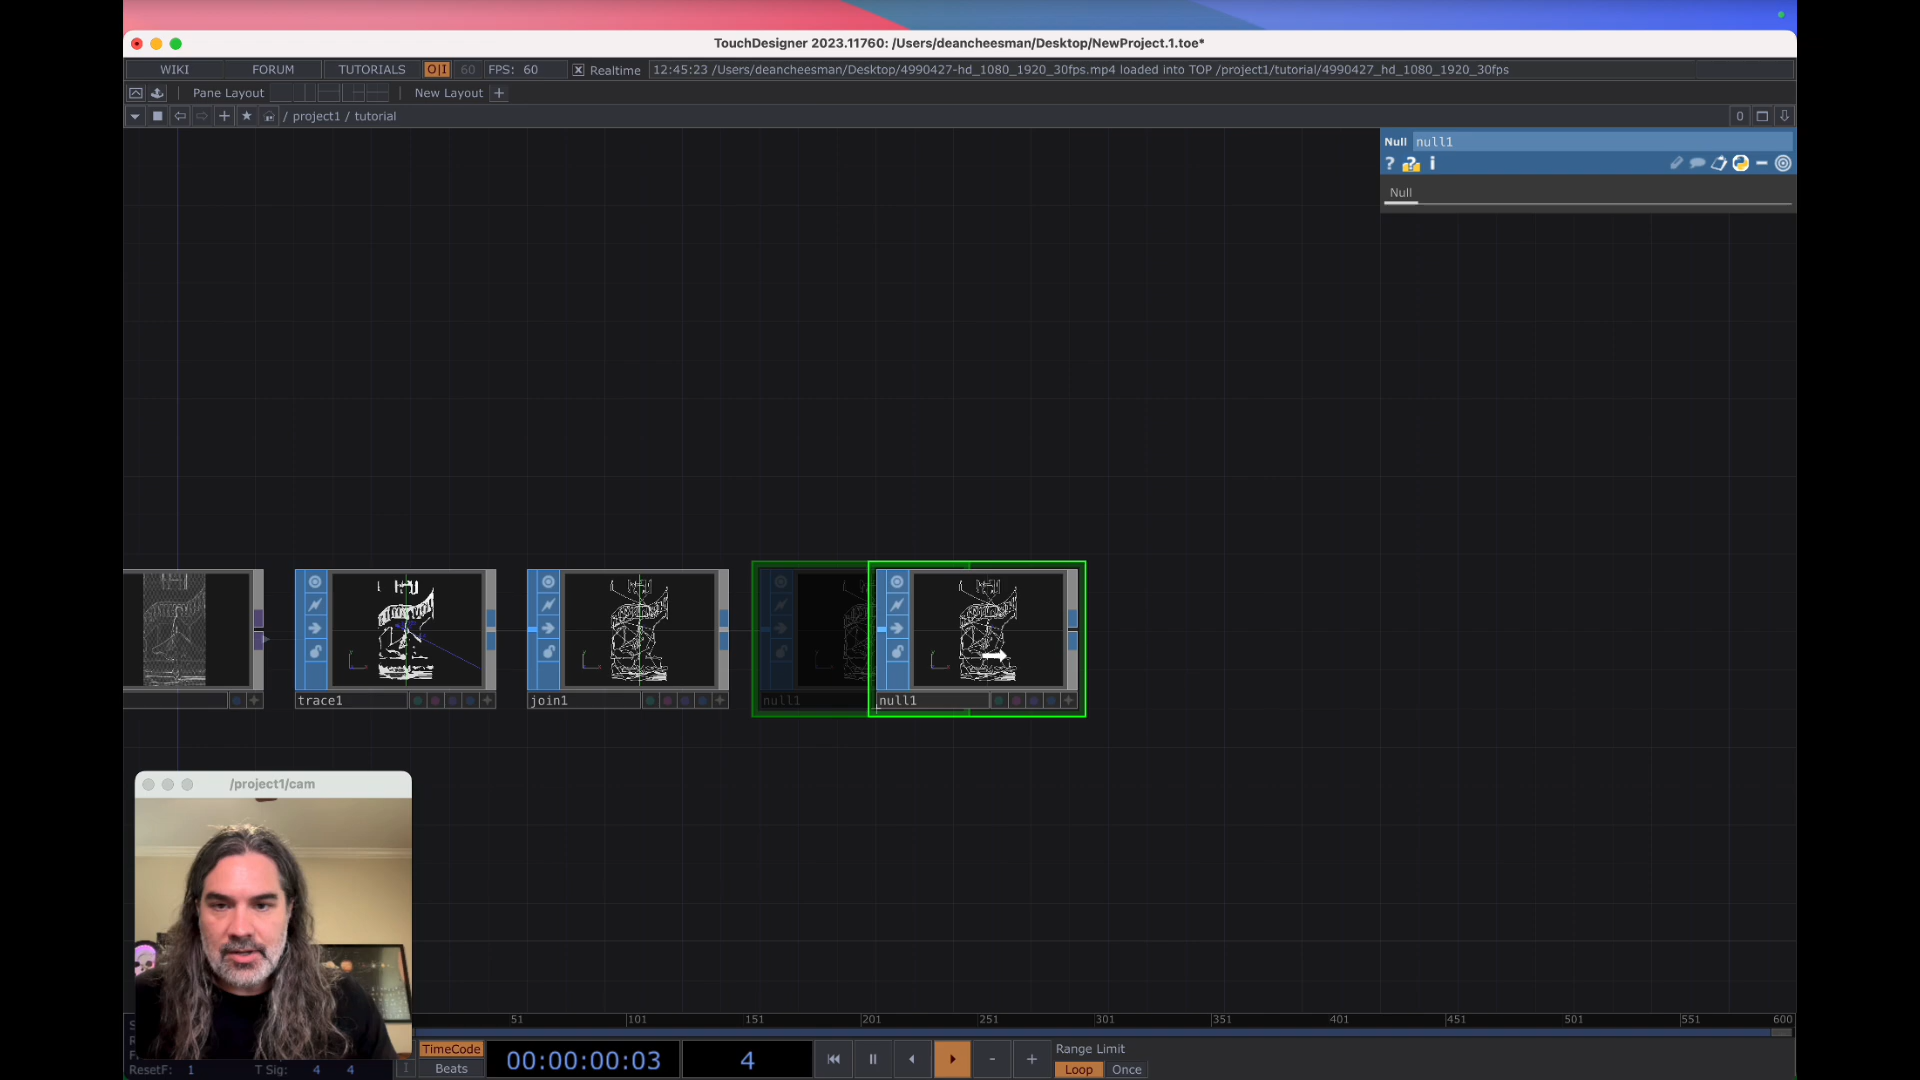 TouchDesigner 2023.11760: /Users/deancheesman/Desktop/NewProject.1.toe*
WIKI FORUM TUTORIALS O|I 60 FPS: 60 Realtime 12:45:23 /Users/deancheesman/Desktop/4990427-hd_1080_1920_30fps.mp4 loaded into TOP /project1/tutorial/4990427_hd_1080_1920_30fps
Pane Layout New Layout +
/ project1 / tutorial 0
Null null1
? ? i
Null
trace1 join1 null1 null1
/project1/cam
51 101 151 201 251 301 351 401 451 501 551 600
TimeCode
Beats
00:00:00:03
4
- +
Range Limit
Loop Once
ResetF: 1 T Sig: 4 4